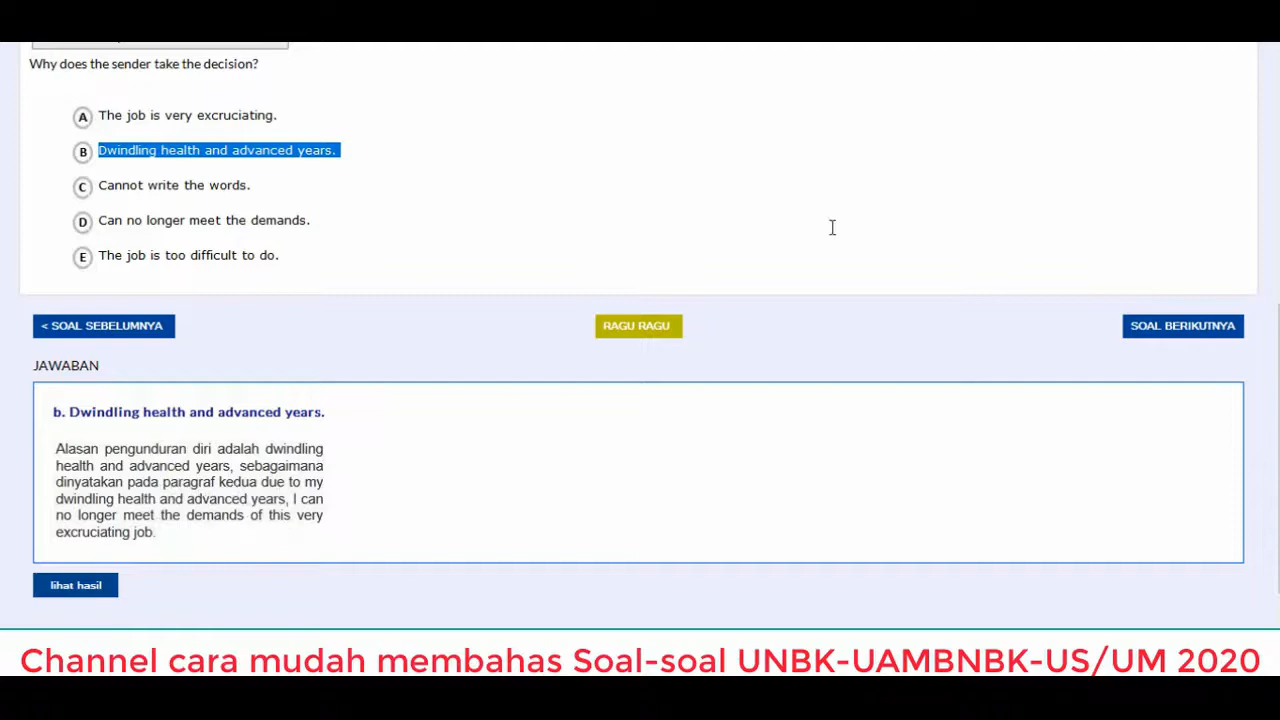 Why does the sender take the decision?
A The job is very excruciating.
B Dwindling health and advanced years.
C Cannot write the words.
D Can no longer meet the demands.
E The job is too difficult to do.
< SOAL SEBELUMNYA
RAGU RAGU
SOAL BERIKUTNYA
JAWABAN
b. Dwindling health and advanced years.
Alasan pengunduran diri adalah dwindling
health and advanced years, sebagaimana
dinyatakan pada paragraf kedua due to my
dwindling health and advanced years, I can
no longer meet the demands of this very
excruciating job.
lihat hasil
Channel cara mudah membahas Soal-soal UNBK-UAMBNBK-US/UM 2020